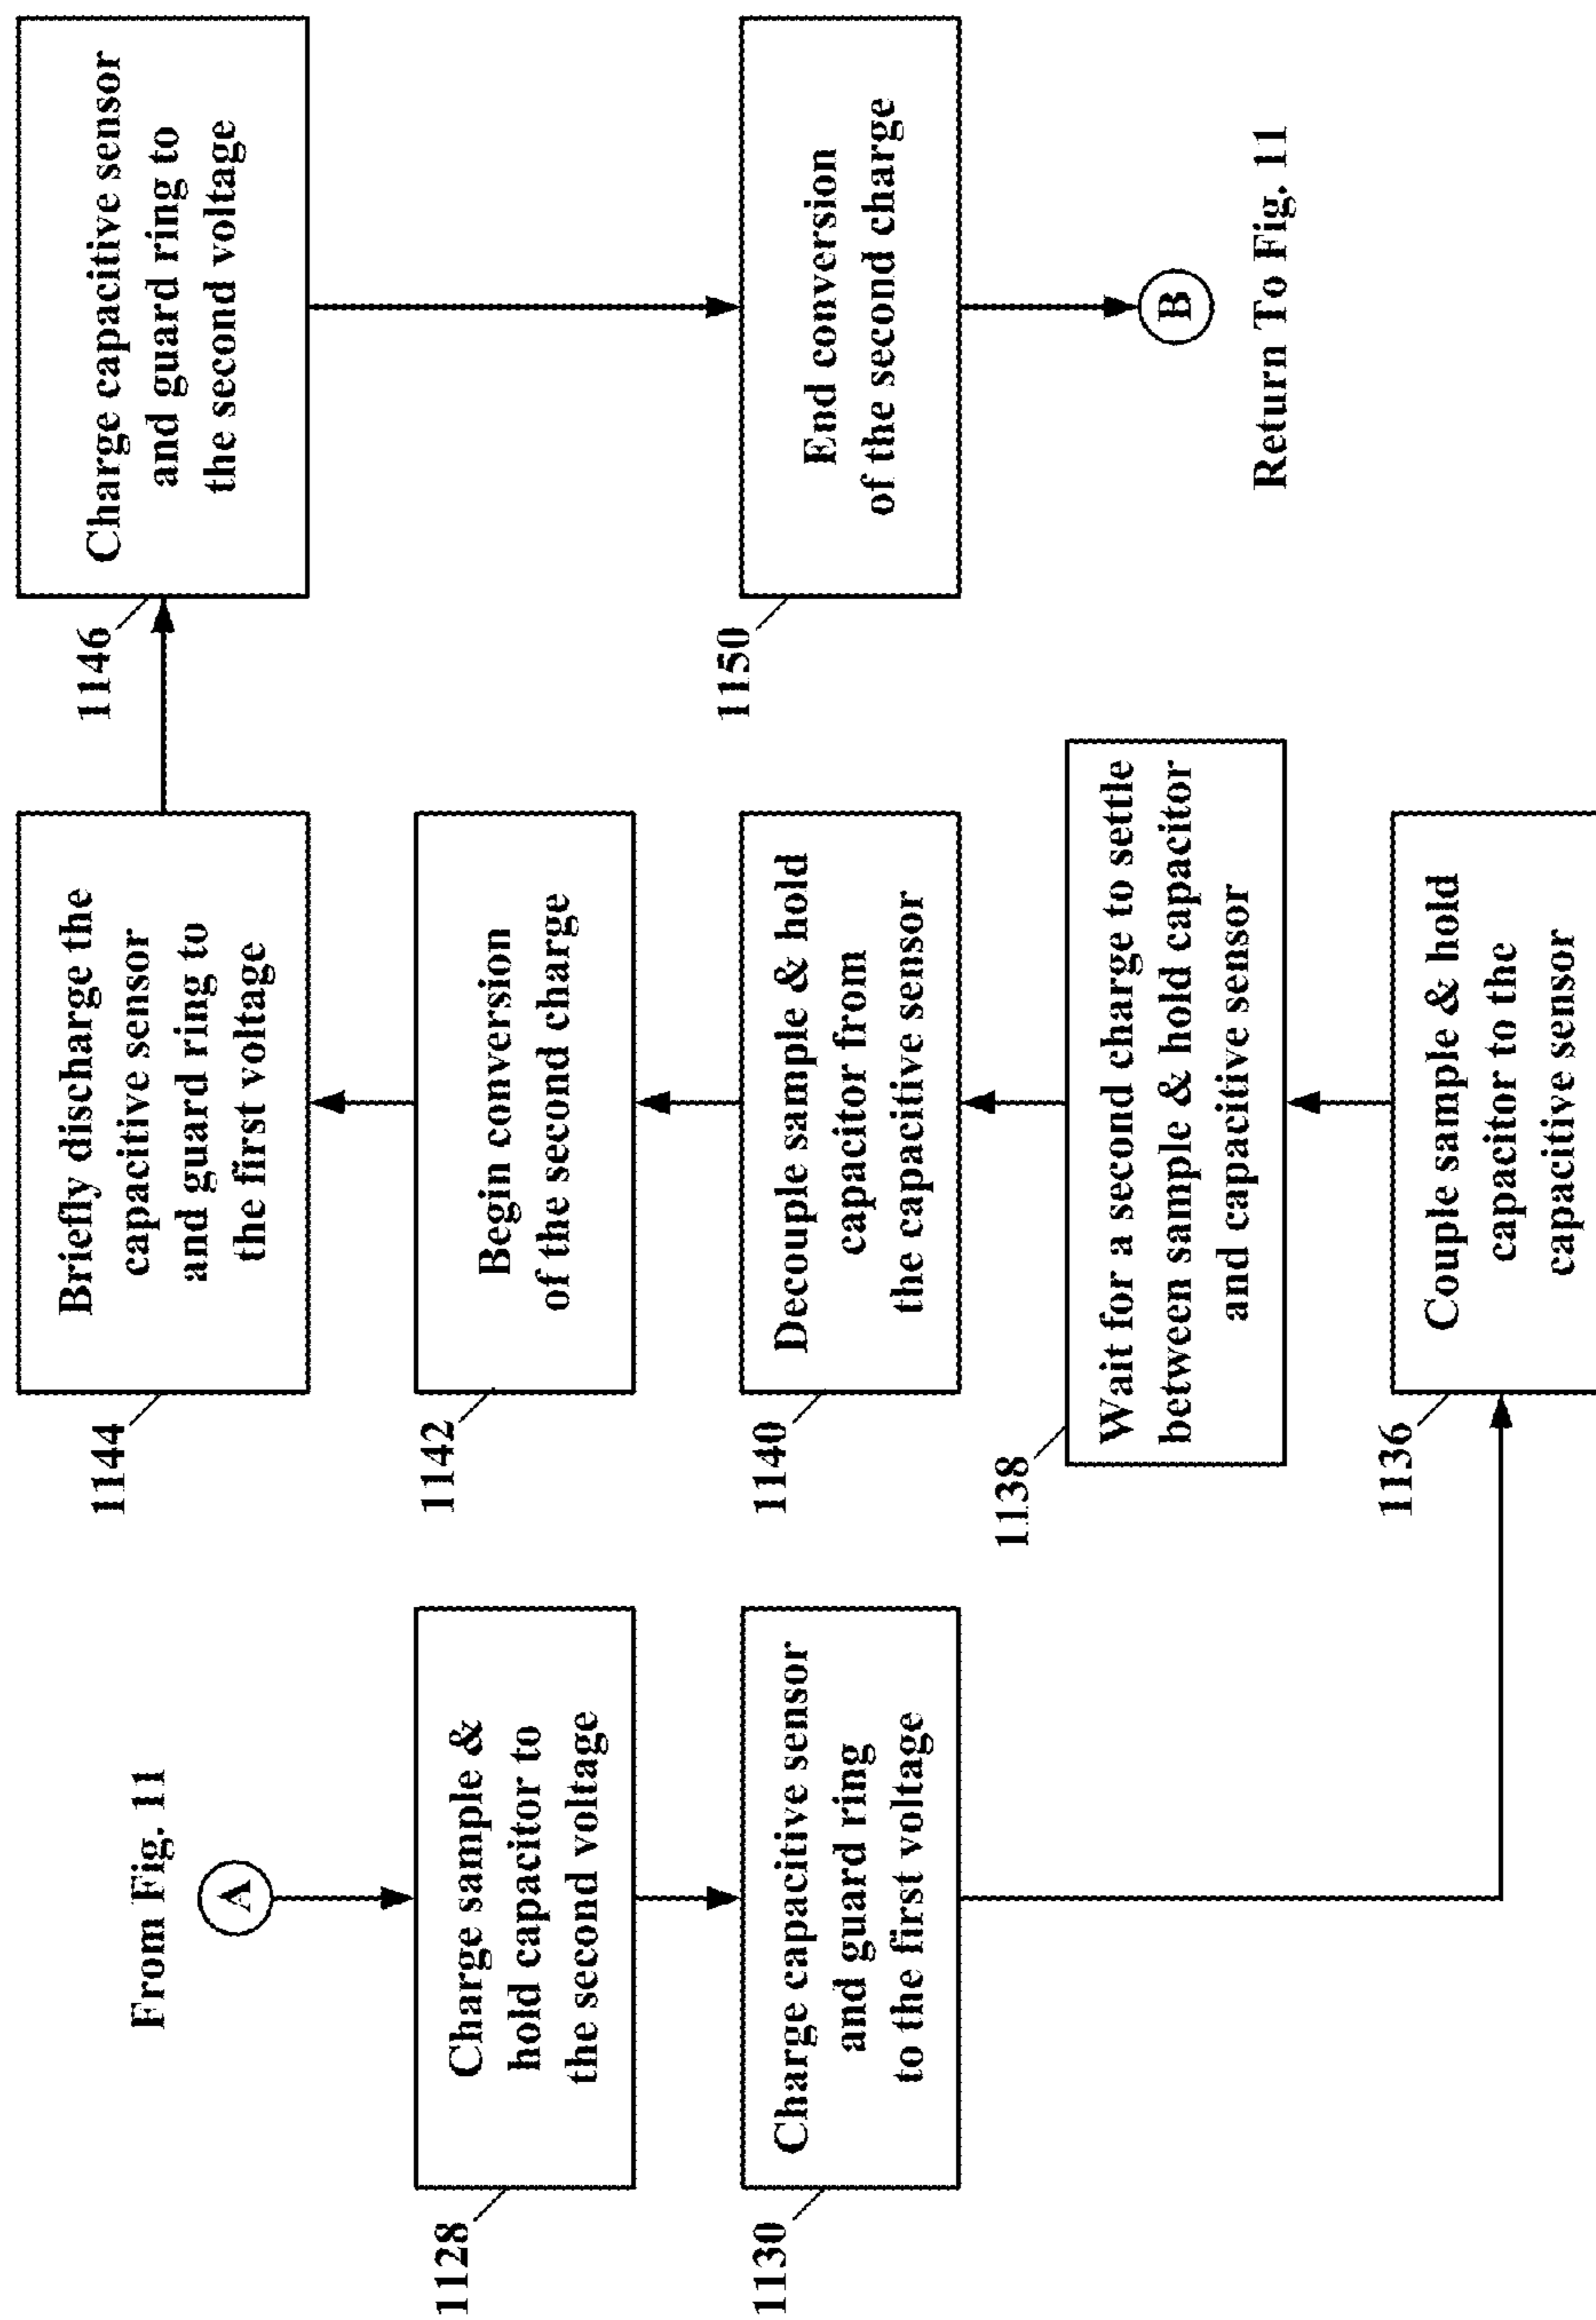 From Fig. 11
A
1128
Charge sample &
hold capacitor to
the second voltage
1130
Charge capacitive sensor
and guard ring
to the first voltage
1136
Couple sample & hold
capacitor to the
capacitive sensor
1138
Wait for a second charge to settle
between sample & hold capacitor
and capacitive sensor
1140
Decouple sample & hold
capacitor from
the capacitive sensor
1142
Begin conversion
of the second charge
1144
Briefly discharge the
capacitive sensor
and guard ring to
the first voltage
1146
Charge capacitive sensor
and guard ring to
the second voltage
1150
End conversion
of the second charge
B
Return To Fig. 11